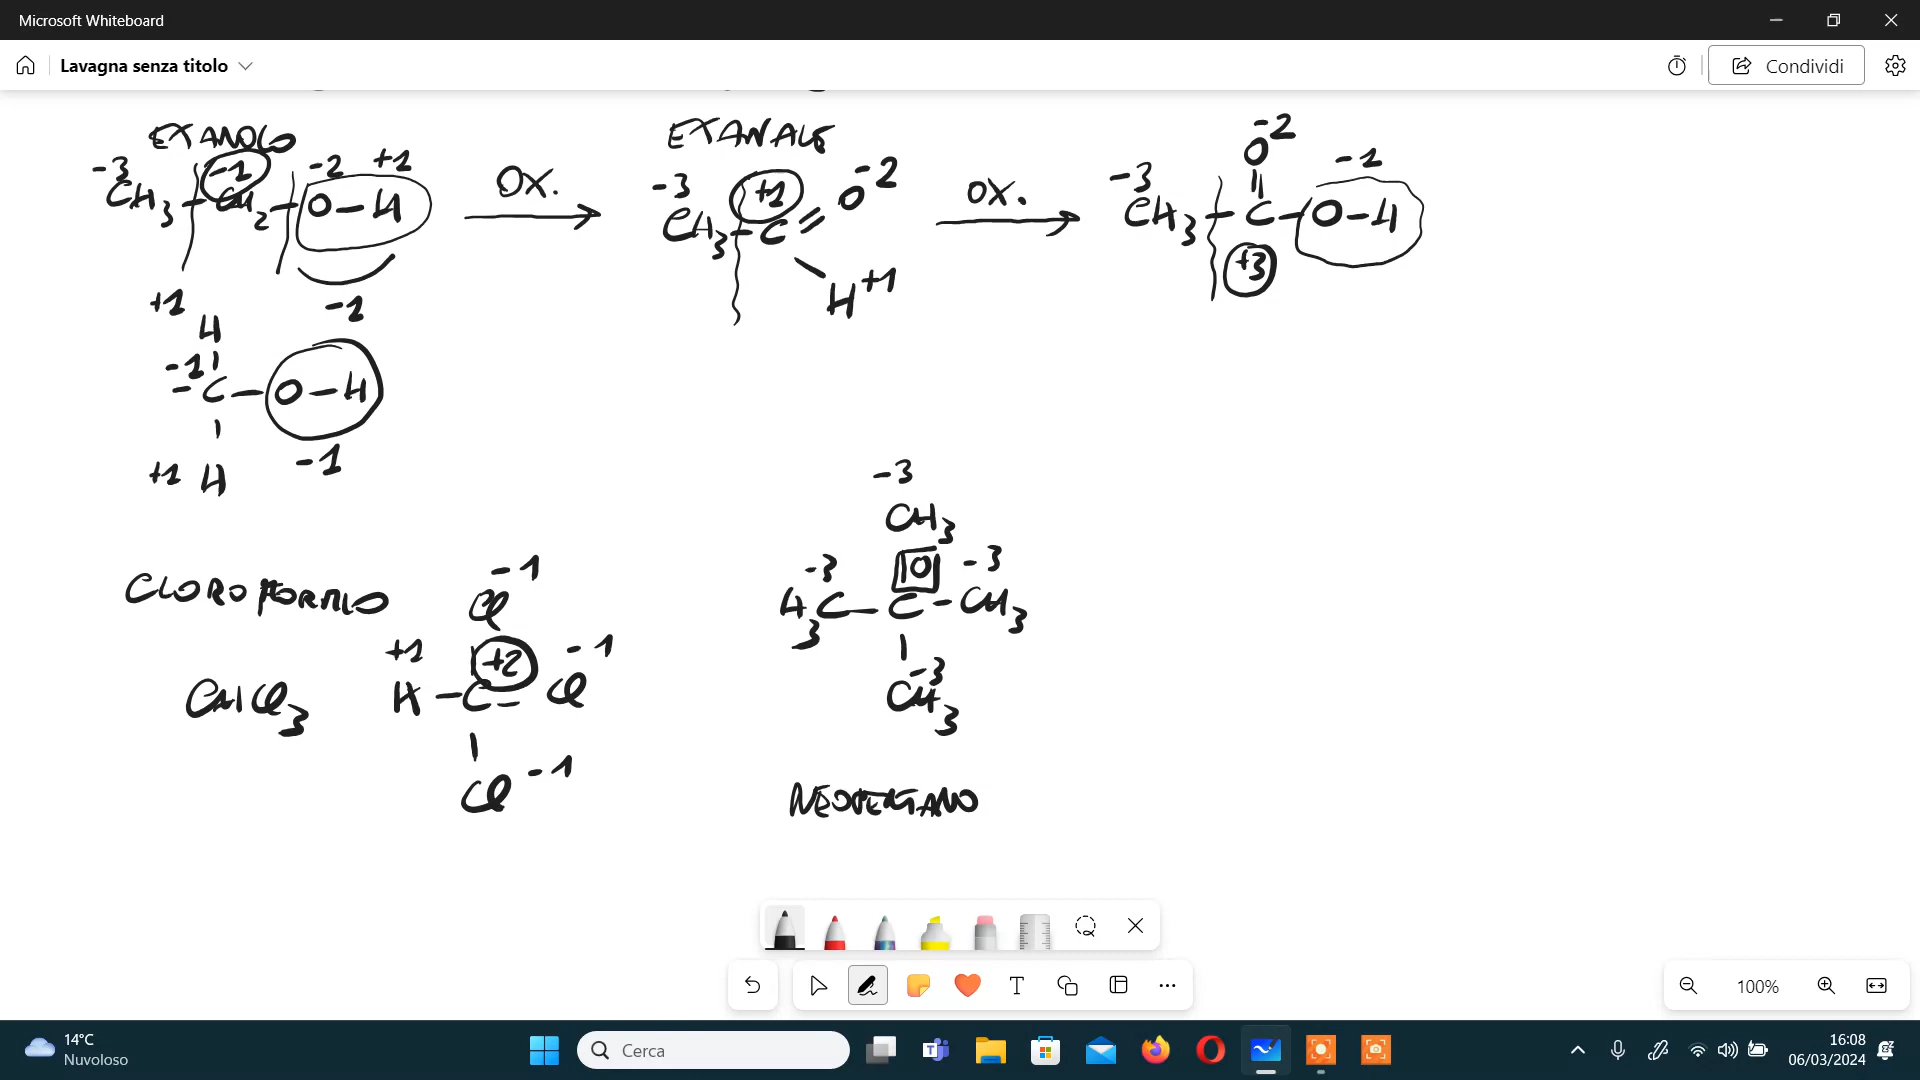 Microsoft Whiteboard
Lavagna senza titolo
Condividi
ETANOLO
-3 -1 -2 +1
CH3 - CH2 - O - H
-1
OX.
ETANALE
-3 +1 O-2
CH3 - C
H+1
OX.
-2
O
-3 -1
CH3 - C - O - H
+3
+1 H
-1
- C - O - H
+1 H -1
CLOROFORMIO
-1
Cl
+1 +2 -1
CHCl3 H - C - Cl
Cl -1
-3
CH3
-3 0 -3
H3C - C - CH3
-3
CH3
NEOPENTANO
100%
14°C
Nuvoloso
Cerca
16:08
06/03/2024